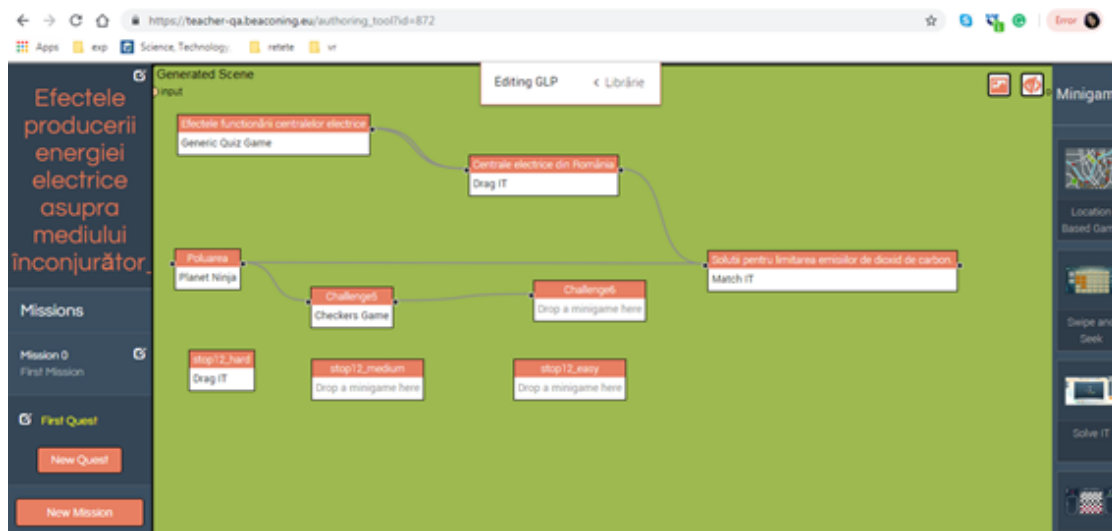 https://teacher-qa.beaconing.eu/authoring_tool?id=872
Error
Apps exp Science, Technology. retete vr
Efectele
producerii
energiei
electrice
asupra
mediului
înconjurător_
Missions
Mission 0
First Mission
First Quest
New Quest
New Mission
Generated Scene
input
Editing GLP < Librărie
Efectele functionării centralelor electrice
Generic Quiz Game
Centrale electrice din România
Drag IT
Poluarea
Planet Ninja
Challenge5
Checkers Game
Challenge6
Drop a minigame here
Solutii pentru limitarea emisiilor de dioxid de carbon.
Match IT
stop12_hard
Drag IT
stop12_medium
Drop a minigame here
stop12_easy
Drop a minigame here
Minigam
Location
Based Gam
Swipe and
Seek
Solve IT